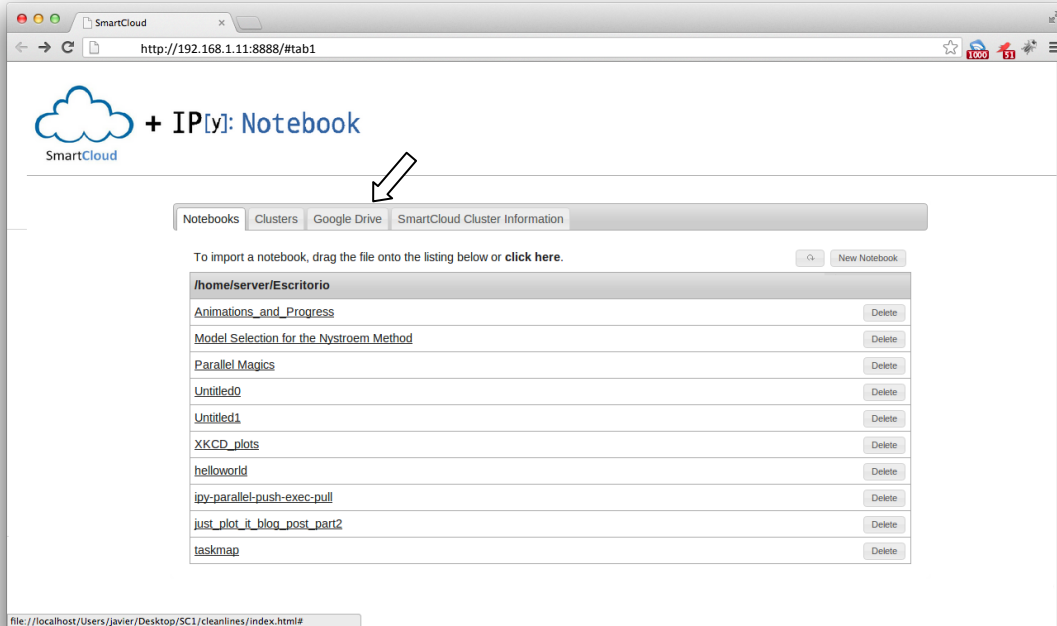 SmartCloud
http://192.168.1.11:8888/#tab1
1000 51
+ IP[y]: Notebook
SmartCloud
Notebooks Clusters Google Drive SmartCloud Cluster Information
To import a notebook, drag the file onto the listing below or click here. New Notebook
/home/server/Escritorio
Animations_and_Progress Delete
Model Selection for the Nystroem Method Delete
Parallel Magics Delete
Untitled0 Delete
Untitled1 Delete
XKCD_plots Delete
helloworld Delete
ipy-parallel-push-exec-pull Delete
just_plot_it_blog_post_part2 Delete
taskmap Delete
file://localhost/Users/javier/Desktop/SC1/cleanlines/index.html#